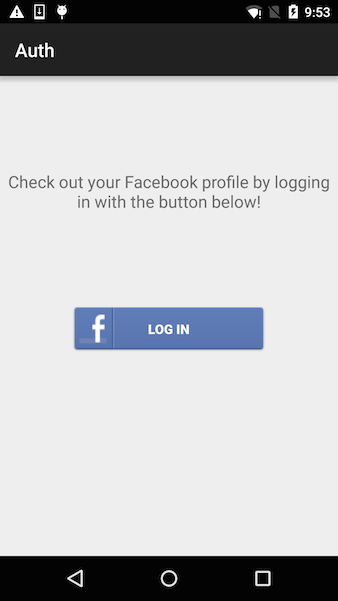 9:53
Auth
Check out your Facebook profile by logging
in with the button below!
f LOG IN